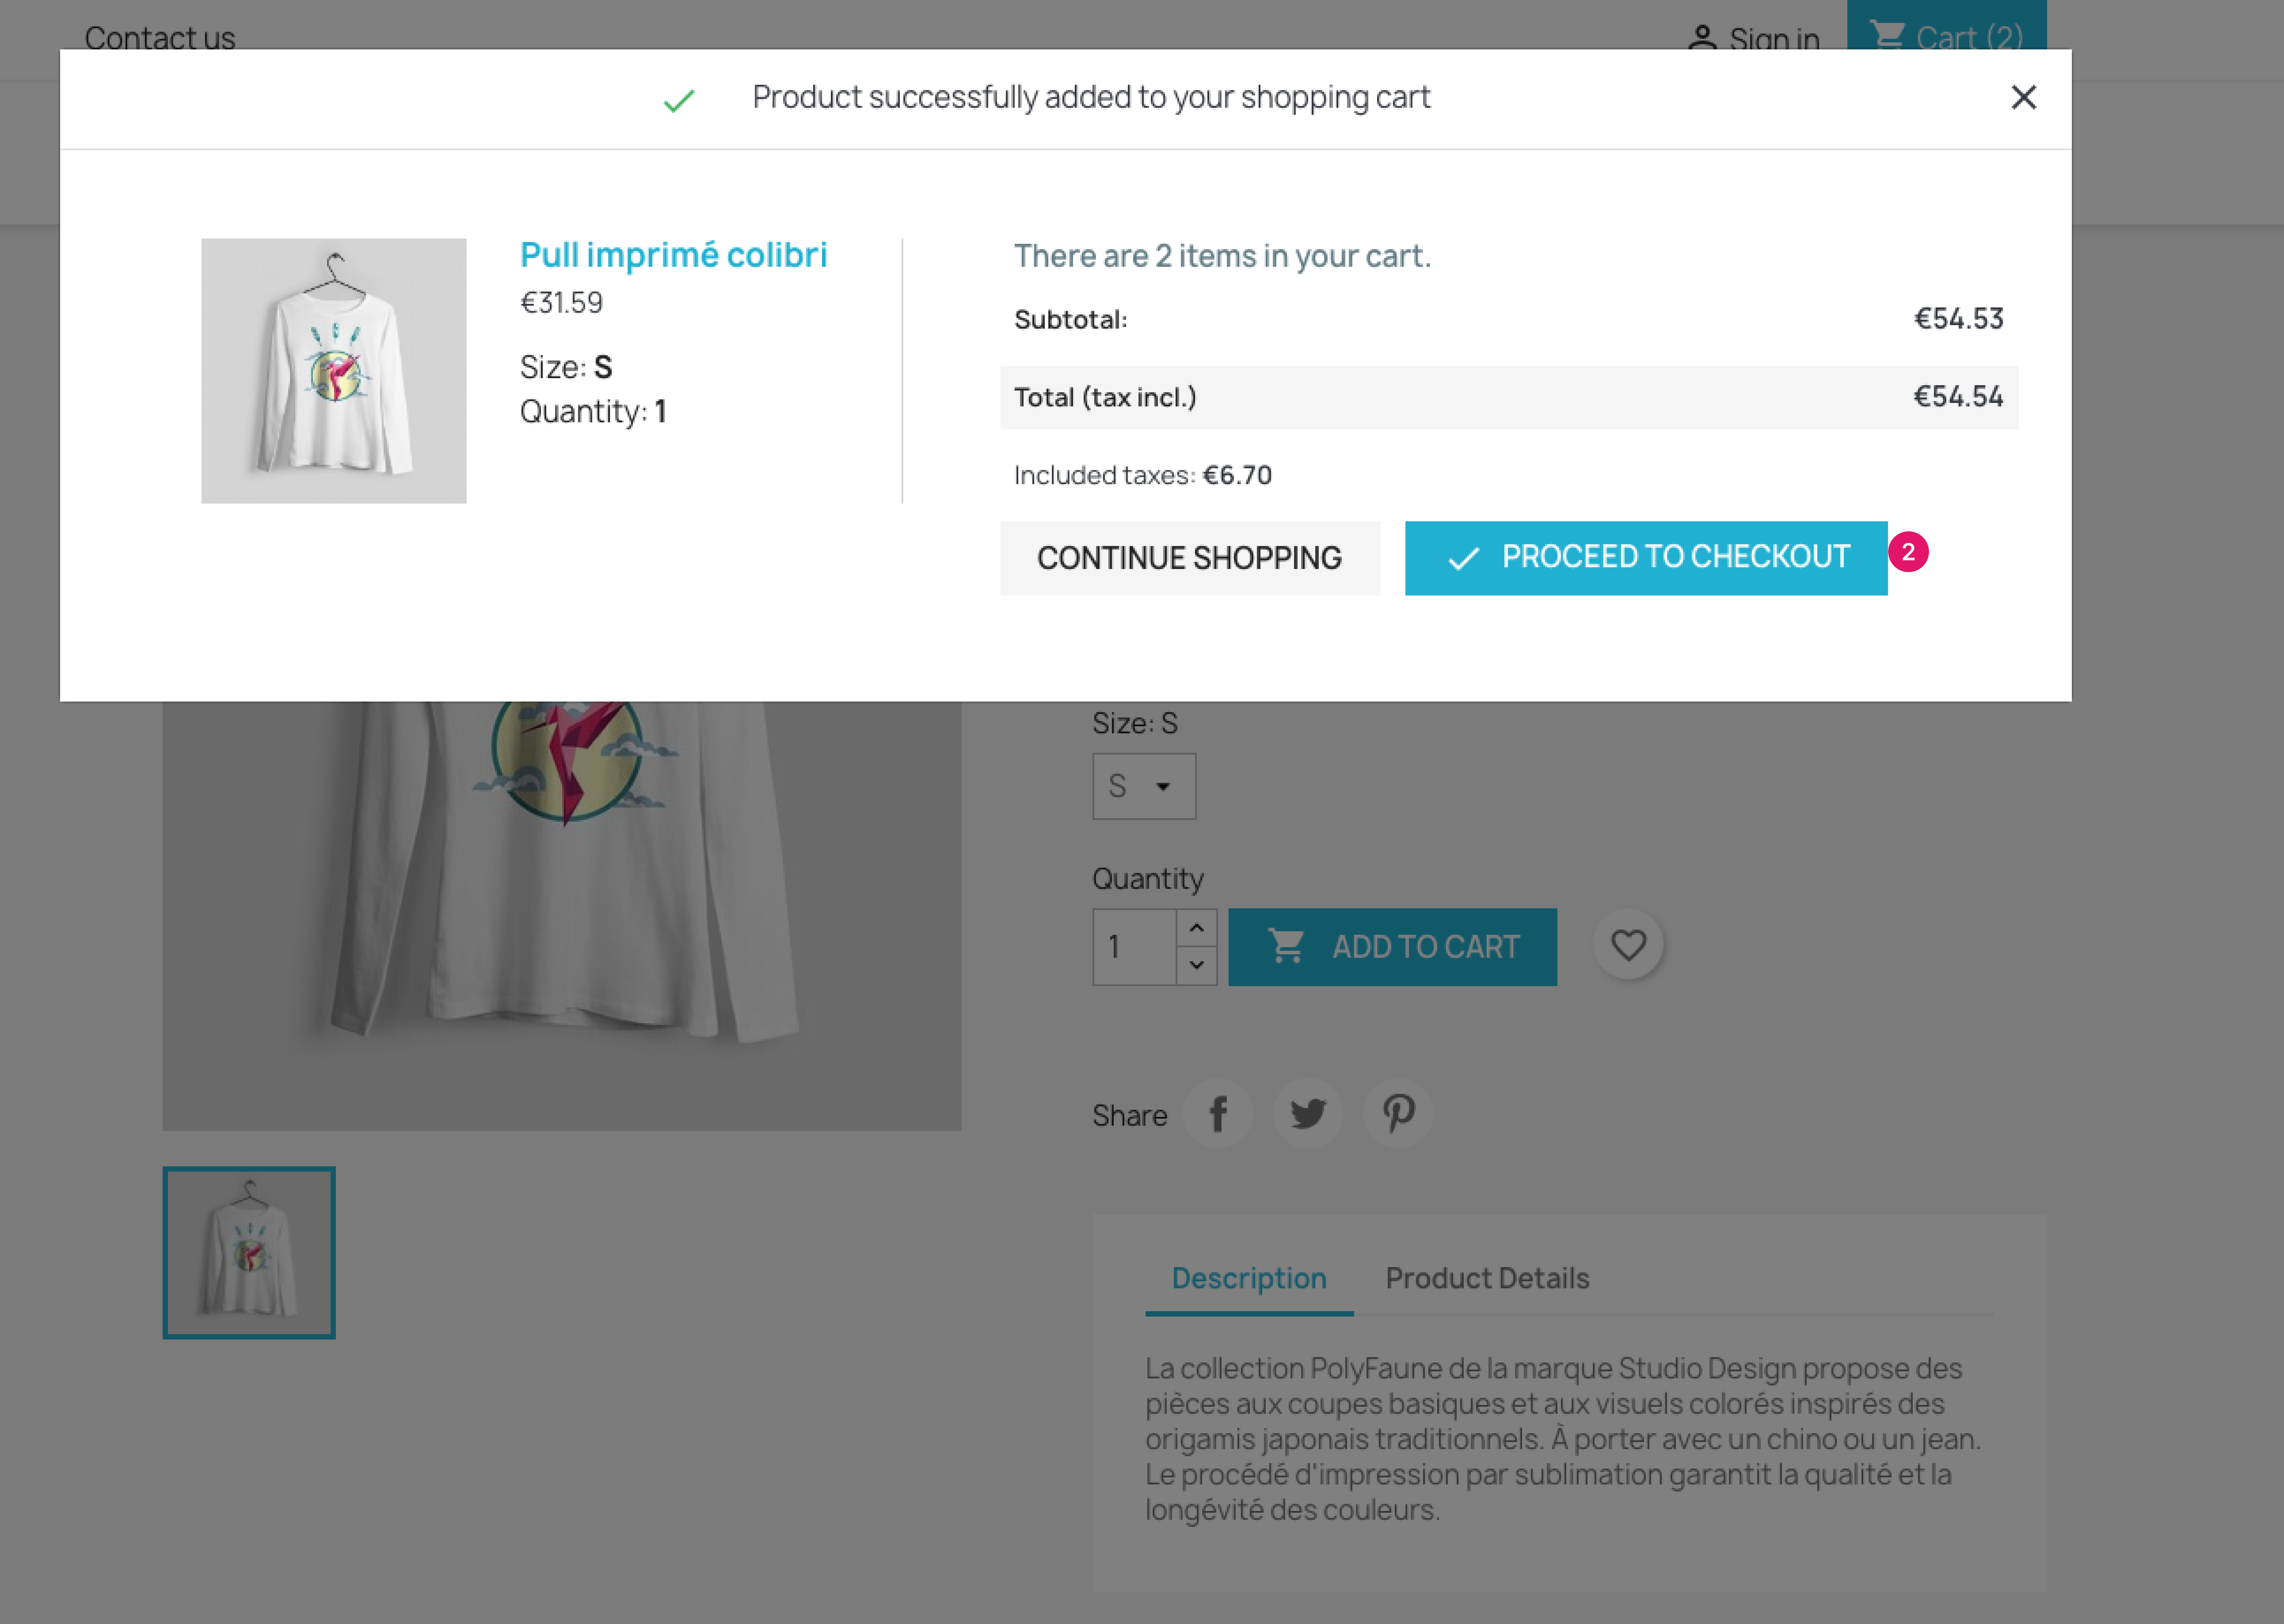 Contact us
Sign in
Cart (2)
Product successfully added to your shopping cart
Pull imprimé colibri
€31.59
Size: S
Quantity: 1
There are 2 items in your cart.
Subtotal: €54.53
Total (tax incl.) €54.54
Included taxes: €6.70
CONTINUE SHOPPING
PROCEED TO CHECKOUT
2
Size: S
S
Quantity
1
ADD TO CART
Share
Description
Product Details
La collection PolyFaune de la marque Studio Design propose des
pièces aux coupes basiques et aux visuels colorés inspirés des
origamis japonais traditionnels. À porter avec un chino ou un jean.
Le procédé d'impression par sublimation garantit la qualité et la
longévité des couleurs.